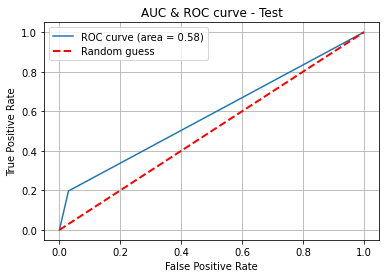 AUC & ROC curve - Test
ROC curve (area = 0.58)
Random guess
True Positive Rate
1.0
0.8
0.6
0.4
0.2
0.0
0.0 0.2 0.4 0.6 0.8 1.0
False Positive Rate